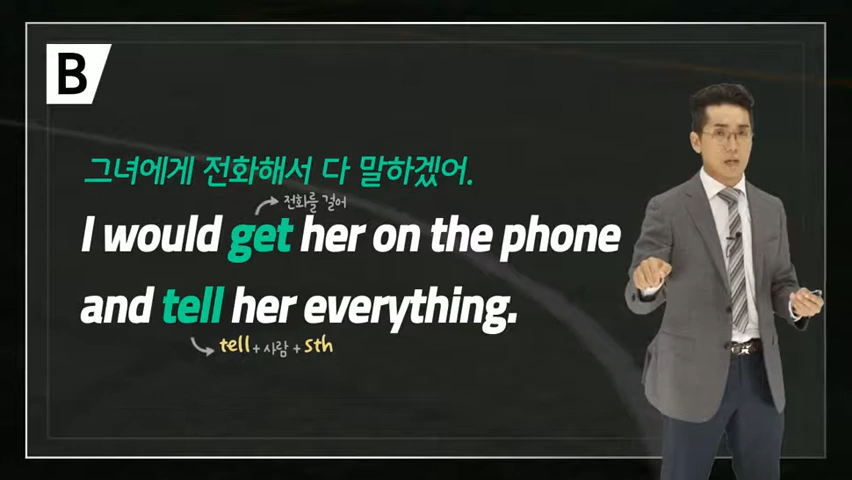 B
그녀에게 전화해서 다 말하겠어.
전화를 걸어
I would get her on the phone
and tell her everything.
tell + 사람 + sth